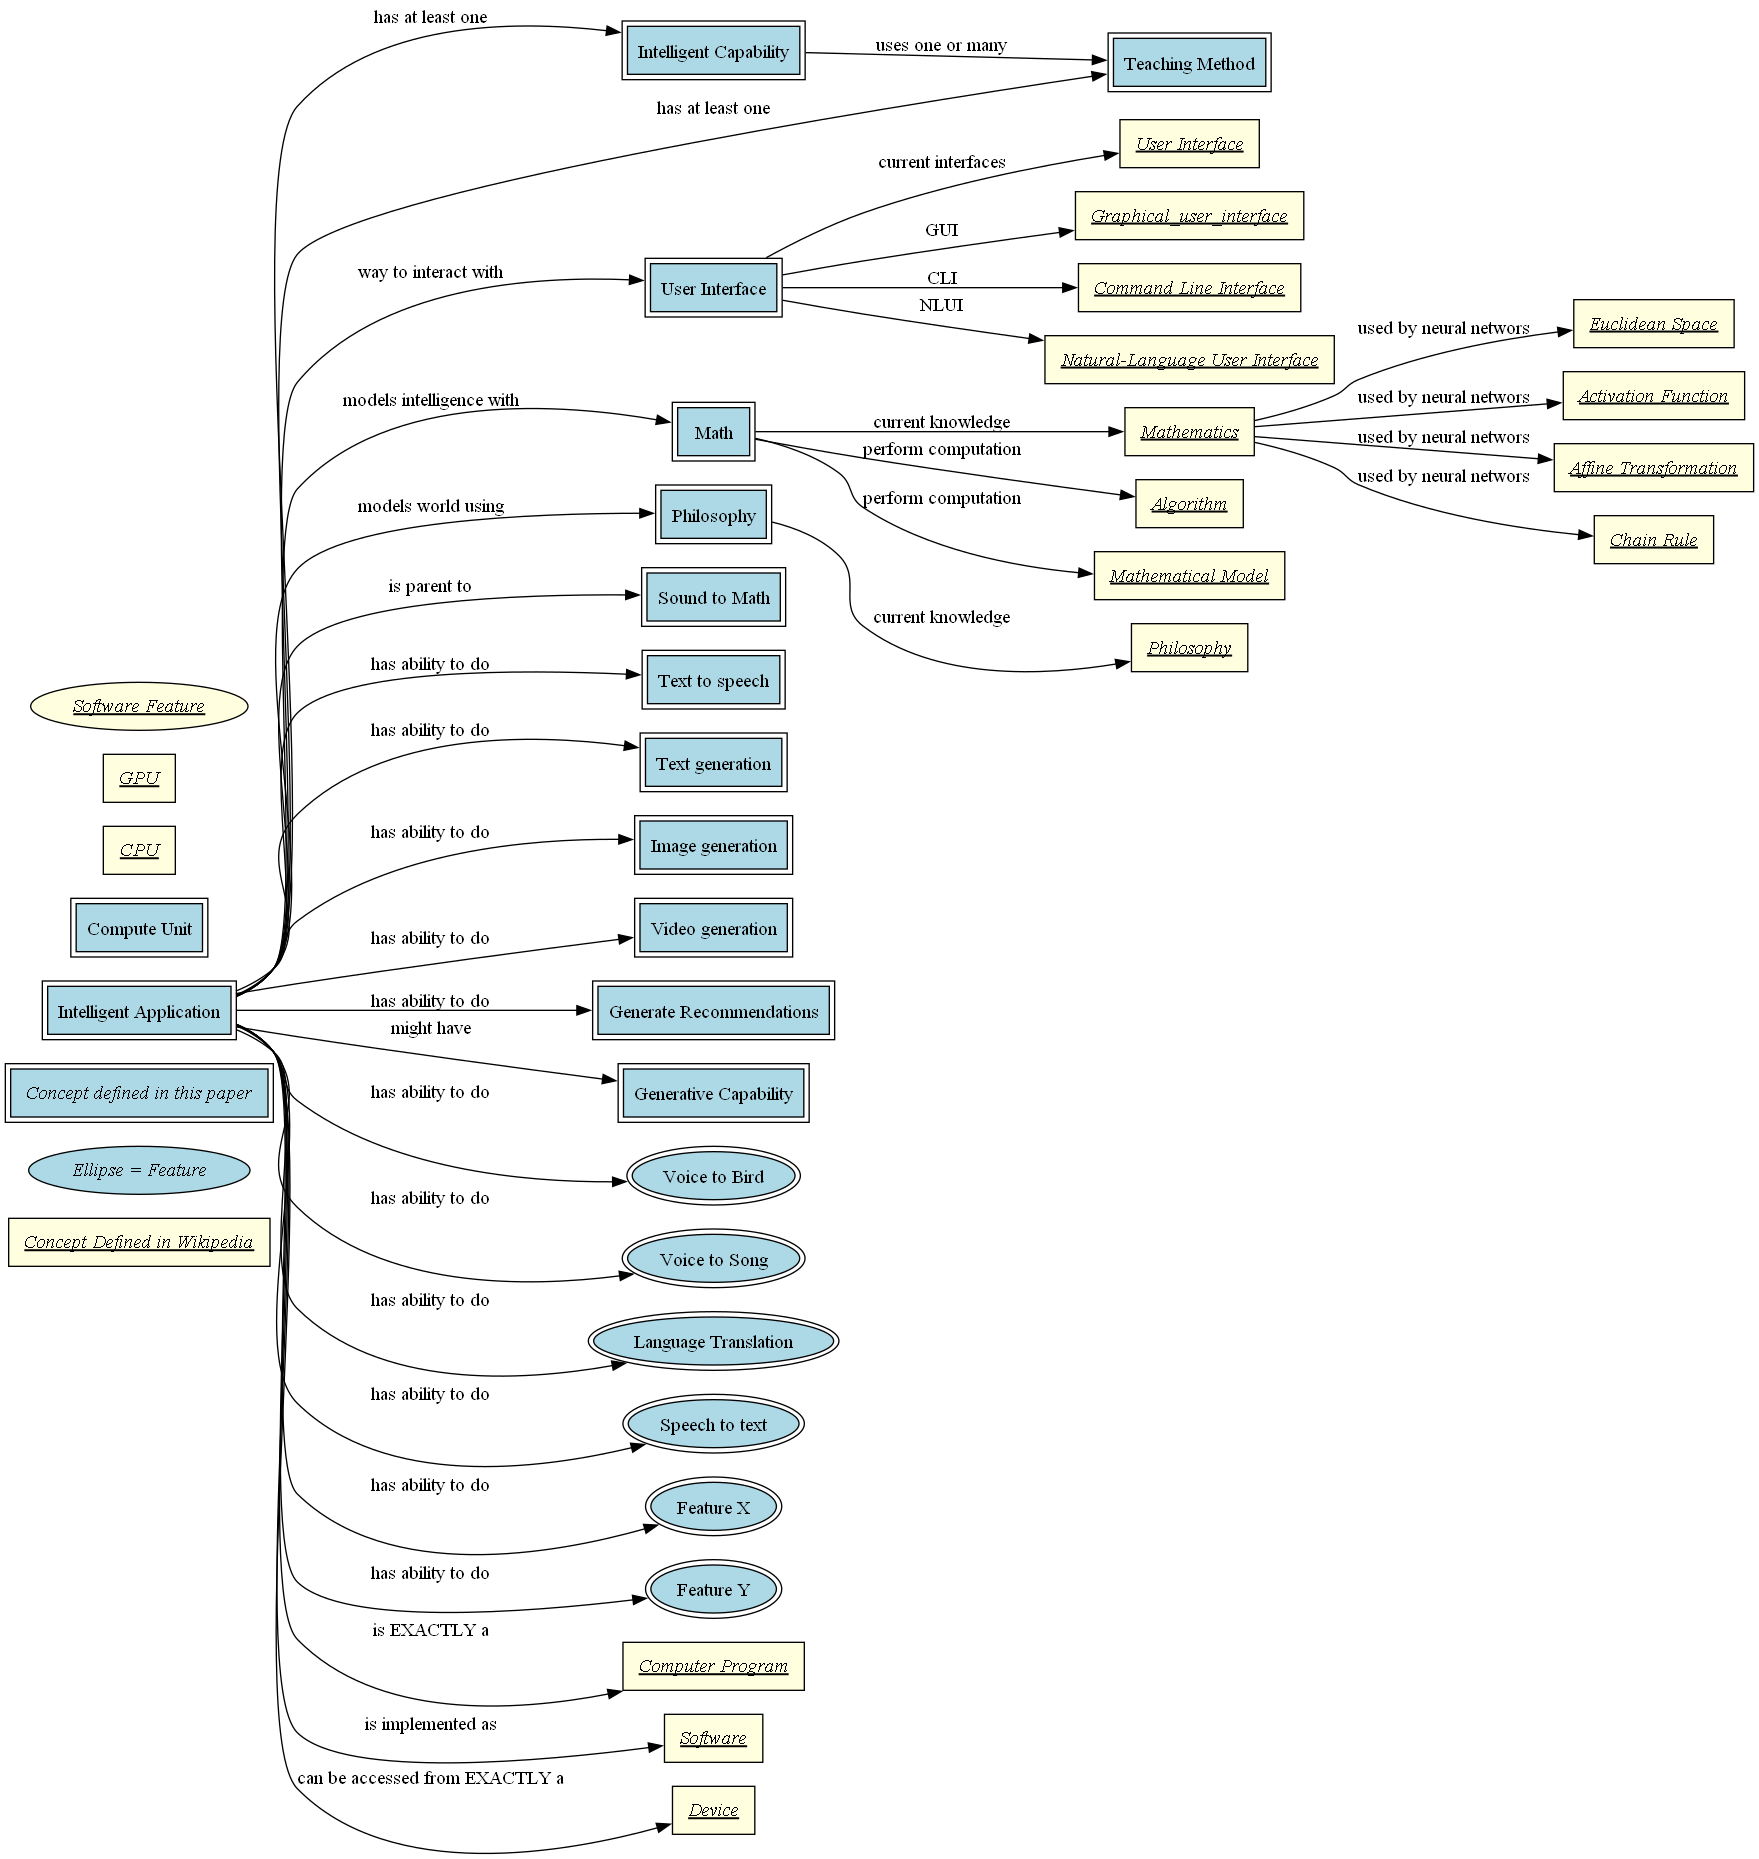 has at least one
Intelligent Capability
uses one or many
Teaching Method
has at least one
User Interface
current interfaces
Graphical_user_interface
GUI
way to interact with
User Interface
CLI
Command Line Interface
NLUI
Natural-Language User Interface
used by neural networs
Euclidean Space
models intelligence with
Math
current knowledge
Mathematics
used by neural networs
Activation Function
perform computation
used by neural networs
Affine Transformation
used by neural networs
Chain Rule
perform computation
Algorithm
models world using
Philosophy
Mathematical Model
is parent to
Sound to Math
current knowledge
Philosophy
has ability to do
Text to speech
Software Feature
has ability to do
Text generation
GPU
has ability to do
Image generation
CPU
Compute Unit
has ability to do
Video generation
Intelligent Application
has ability to do
Generate Recommendations
might have
Generative Capability
Concept defined in this paper
has ability to do
Voice to Bird
Ellipse = Feature
has ability to do
Voice to Song
Concept Defined in Wikipedia
has ability to do
Language Translation
has ability to do
Speech to text
has ability to do
Feature X
has ability to do
Feature Y
is EXACTLY a
Computer Program
is implemented as
Software
can be accessed from EXACTLY a
Device